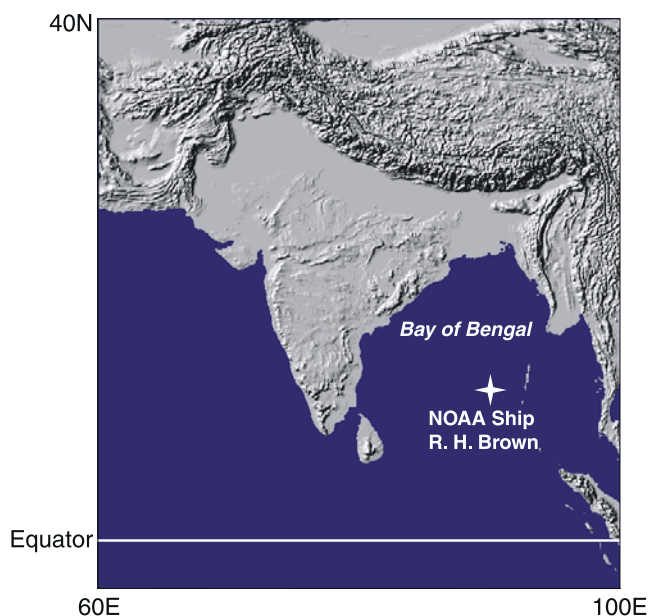 40N
Bay of Bengal
NOAA Ship
R. H. Brown
Equator
60E
100E